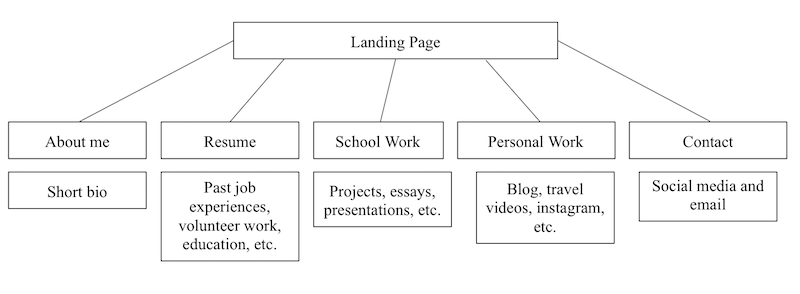 Landing Page
About me
Resume
School Work
Personal Work
Contact
Short bio
Past job
experiences,
volunteer work,
education, etc.
Projects, essays,
presentations, etc.
Blog, travel
videos, instagram,
etc.
Social media and
email